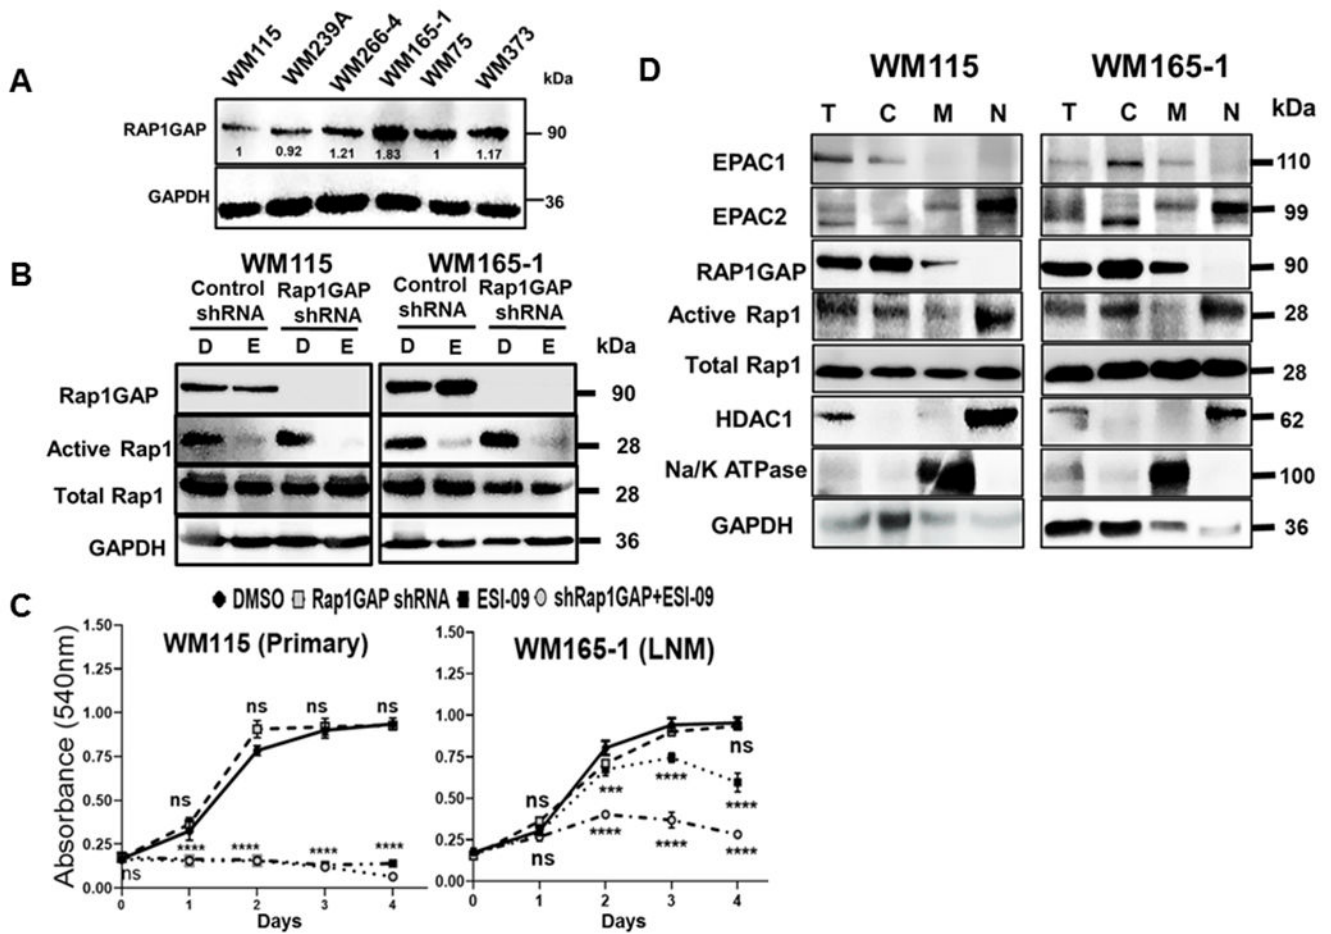 A
WM115 WM239A WM266-4 WM165-1 WM75 WM373
kDa
RAP1GAP
90
1 0.92 1.21 1.83 1 1.17
GAPDH
36
B
WM115 WM165-1
Control shRNA Rap1GAP shRNA Control shRNA Rap1GAP shRNA
D E D E D E D E
kDa
Rap1GAP 90
Active Rap1 28
Total Rap1 28
GAPDH 36
C
DMSO Rap1GAP shRNA ESI-09 shRap1GAP+ESI-09
Absorbance (540nm)
WM115 (Primary)
1.50
1.25
1.00
0.75
0.50
0.25
0.00
ns ns ns
ns
**** **** **** ****
ns
0 1 2 3 4
Days
WM165-1 (LNM)
1.50
1.25
1.00
0.75
0.50
0.25
0.00
ns
ns
*** **** ****
ns
**** **** ****
0 1 2 3 4
Days
D
WM115 WM165-1
T C M N T C M N
kDa
EPAC1 110
EPAC2 99
RAP1GAP 90
Active Rap1 28
Total Rap1 28
HDAC1 62
Na/K ATPase 100
GAPDH 36